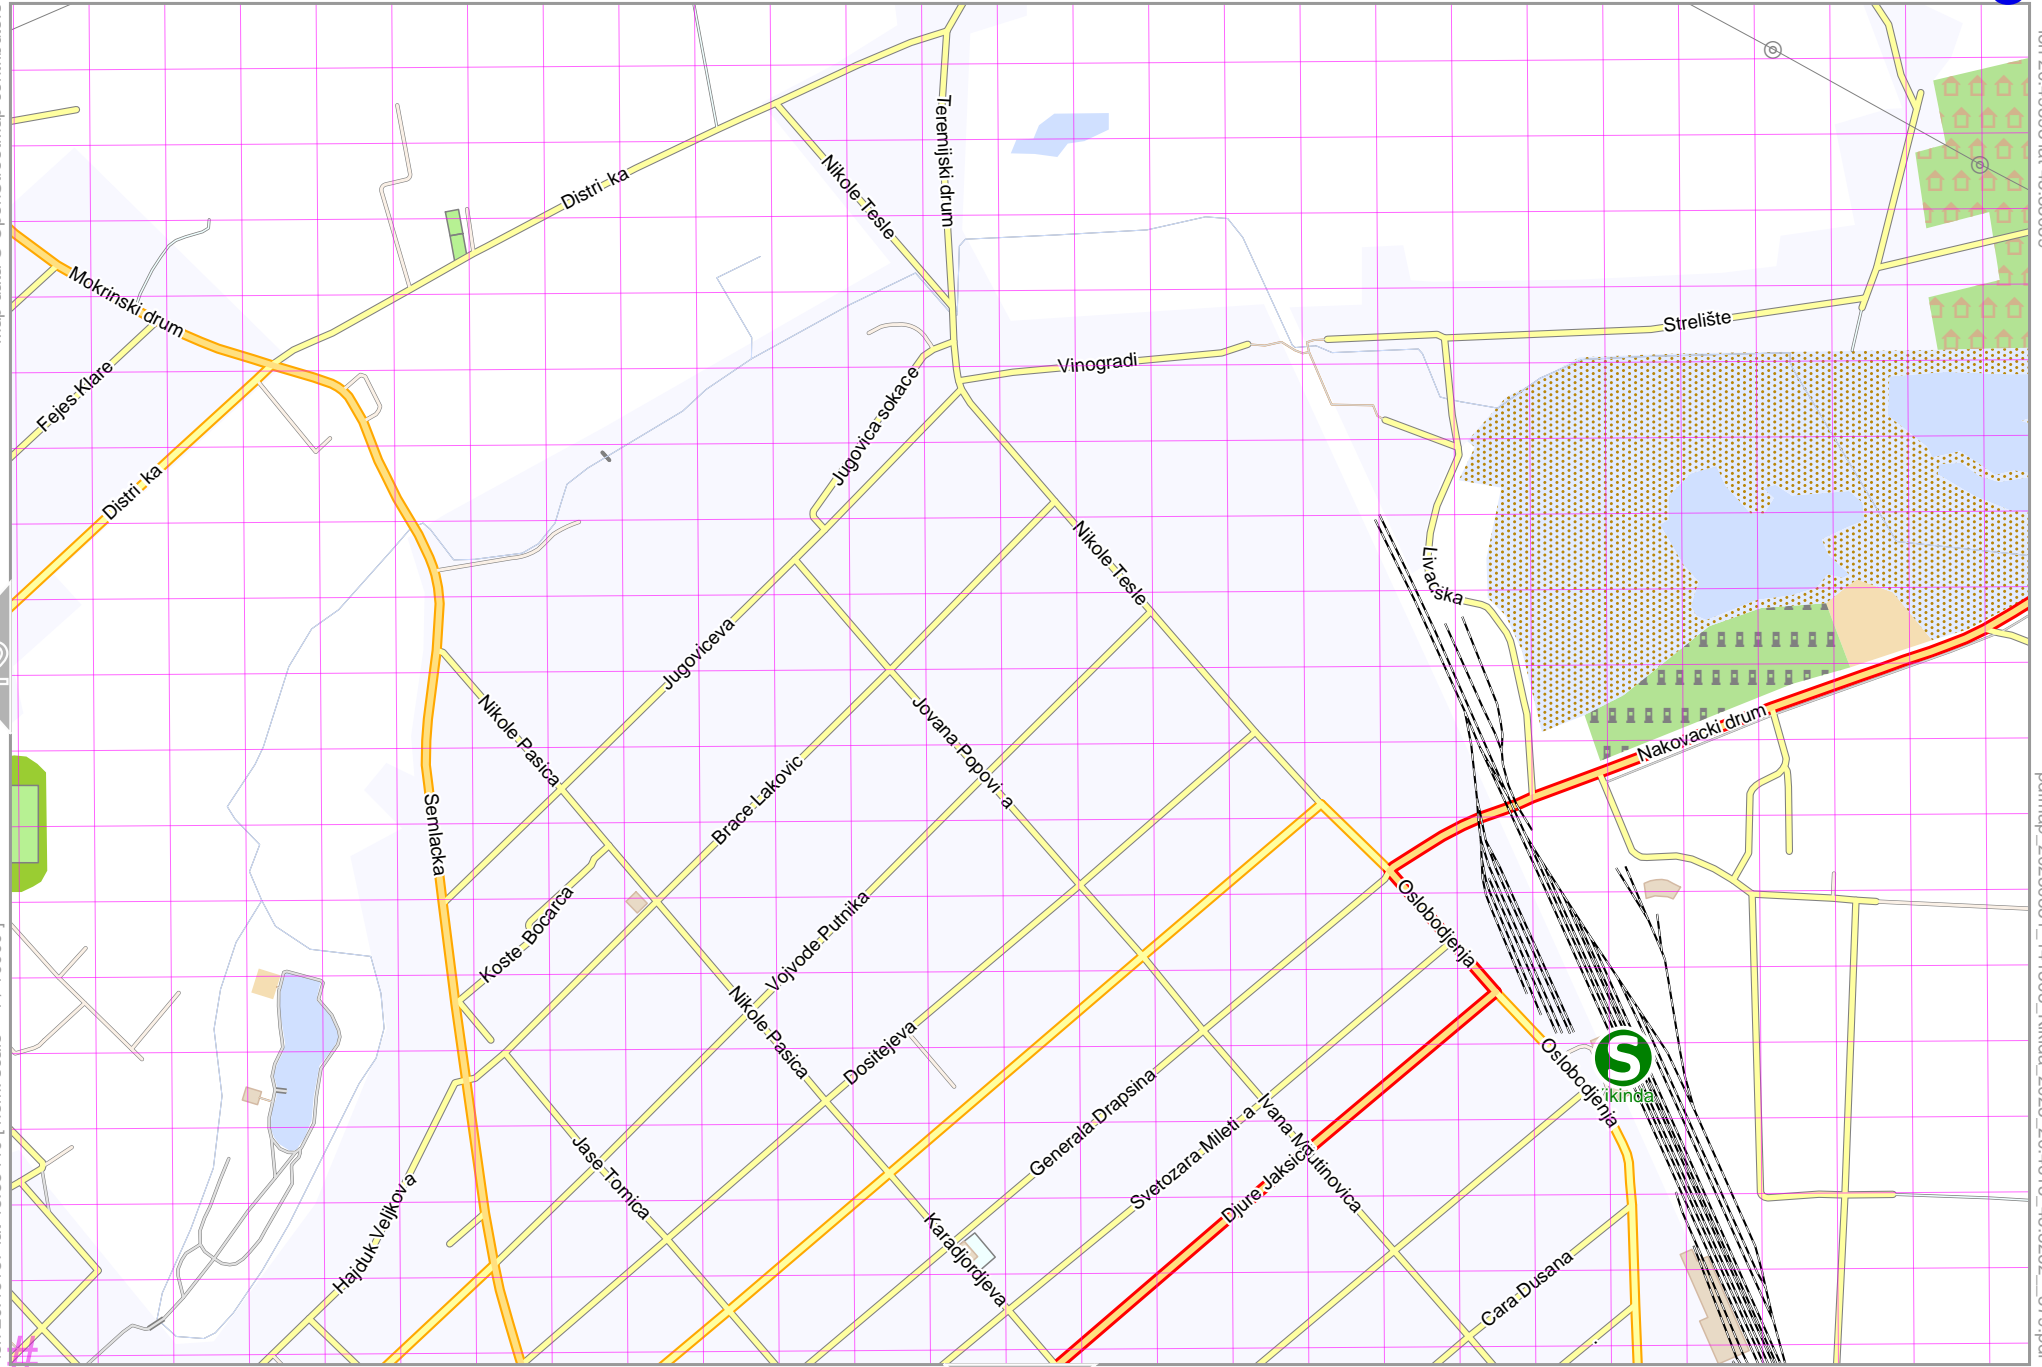 Teremijski drum
Nikole Tesle
Distri ka
Mokrinski drum
Strelište
Vinogradi
Fejes Klare
Jugovica sokace
Distri ka
Nikole Tesle
Livacska
Jugoviceva
Nikole Pasica
Jovana Popovi a
Nakovacki drum
Brace Lakovic
Semlacka
Koste Bocarca
Vojvode Putnika
Oslobodjenja
Nikole Pasica
Dositejeva
S
ikinda
Oslobodjenja
Generala Drapsina
Svetozara Mileti a
Ivana Milutinovica
Djure Jaksica
Jase Tomica
Hajduk Veljkova
Karadjordjeva
Cara Dusana
#